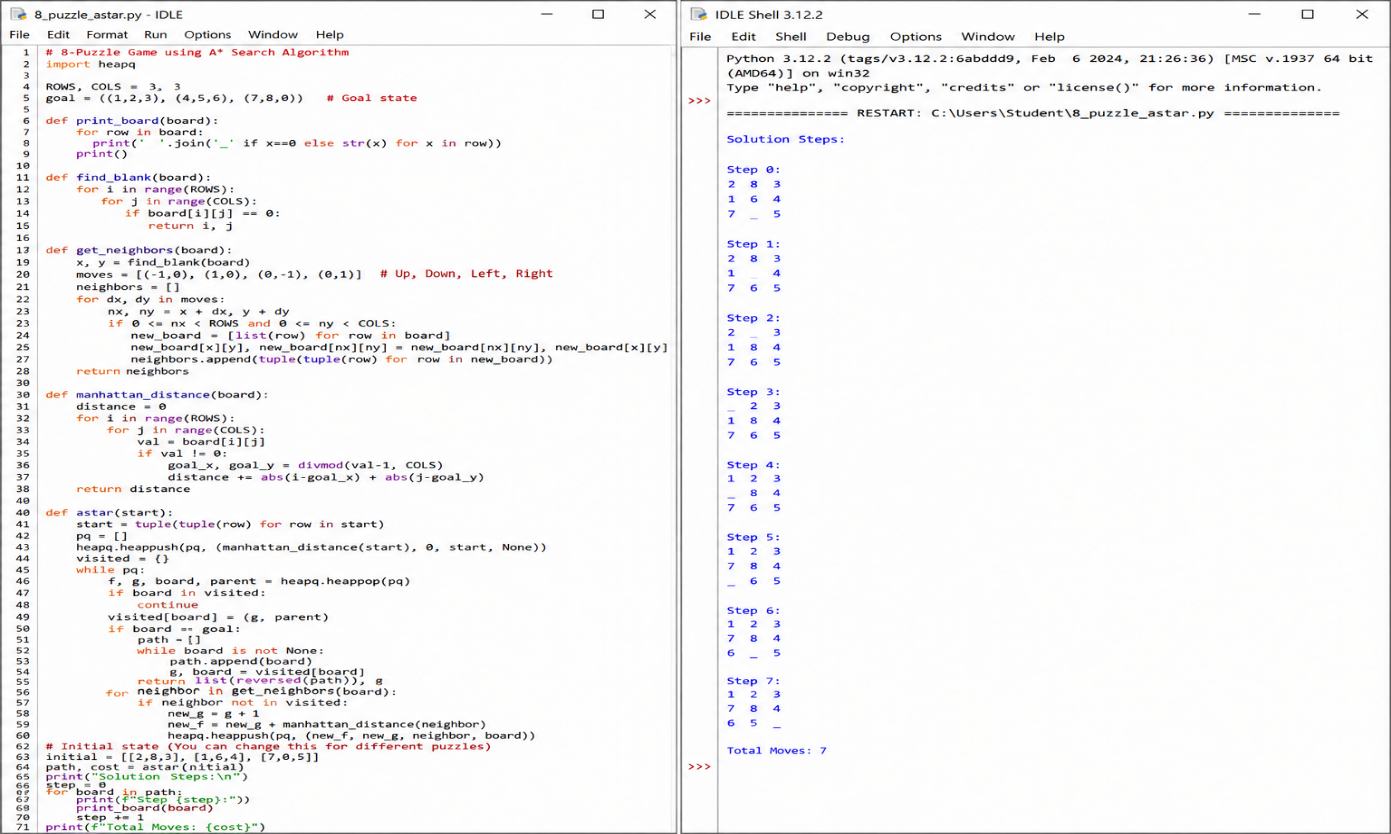 8_puzzle_astar.py - IDLE
File Edit Format Run Options Window Help
1 # 8-Puzzle Game using A* Search Algorithm
2 import heapq
3
4 ROWS, COLS = 3, 3
5 goal = ((1,2,3), (4,5,6), (7,8,0)) # Goal state
5
6 def print_board(board):
7 for row in board:
8 print(' '.join('_' if x==0 else str(x) for x in row))
9 print()
10
11 def find_blank(board):
12 for i in range(ROWS):
13 for j in range(COLS):
14 if board[i][j] == 0:
15 return i, j
16
13 def get_neighbors(board):
19 x, y = find_blank(board)
20 moves = [(-1,0), (1,0), (0,-1), (0,1)] # Up, Down, Left, Right
21 neighbors = []
22 for dx, dy in moves:
23 nx, ny = x + dx, y + dy
23 if 0 <= nx < ROWS and 0 <= ny < COLS:
24 new_board = [list(row) for row in board]
25 new_board[x][y], new_board[nx][ny] = new_board[nx][ny], new_board[x][y]
27 neighbors.append(tuple(tuple(row) for row in new_board))
28 return neighbors
30
30 def manhattan_distance(board):
31 distance = 0
32 for i in range(ROWS):
33 for j in range(COLS):
34 val = board[i][j]
35 if val != 0:
36 goal_x, goal_y = divmod(val-1, COLS)
37 distance += abs(i-goal_x) + abs(j-goal_y)
38 return distance
40
40 def astar(start):
41 start = tuple(tuple(row) for row in start)
42 pq = []
43 heapq.heappush(pq, (manhattan_distance(start), 0, start, None))
44 visited = {}
45 while pq:
46 f, g, board, parent = heapq.heappop(pq)
47 if board in visited:
48 continue
49 visited[board] = (g, parent)
50 if board == goal:
51 path = []
52 while board is not None:
53 path.append(board)
54 g, board = visited[board]
55 return list(reversed(path)), g
56 for neighbor in get_neighbors(board):
57 if neighbor not in visited:
58 new_g = g + 1
59 new_f = new_g + manhattan_distance(neighbor)
60 heapq.heappush(pq, (new_f, new_g, neighbor, board))
62 # Initial state (You can change this for different puzzles)
63 initial = [[2,8,3], [1,6,4], [7,0,5]]
64 path, cost = astar(nitial)
65 print("Solution Steps:\n")
66 step = 0
for board in path:
67 print(f"Step {step}:"))
68 print_board(board)
70 step += 1
71 print(f"Total Moves: {cost}")
IDLE Shell 3.12.2
File Edit Shell Debug Options Window Help
Python 3.12.2 (tags/v3.12.2:6abddd9, Feb 6 2024, 21:26:36) [MSC v.1937 64 bit
(AMD64)] on win32
Type "help", "copyright", "credits" or "license()" for more information.
>>>
=============== RESTART: C:\Users\Student\8_puzzle_astar.py ==============
Solution Steps:
Step 0:
2 8 3
1 6 4
7 _ 5
Step 1:
2 8 3
1 _ 4
7 6 5
Step 2:
2 _ 3
1 8 4
7 6 5
Step 3:
_ 2 3
1 8 4
7 6 5
Step 4:
1 2 3
_ 8 4
7 6 5
Step 5:
1 2 3
7 8 4
_ 6 5
Step 6:
1 2 3
7 8 4
6 _ 5
Step 7:
1 2 3
7 8 4
6 5 _
Total Moves: 7
>>>